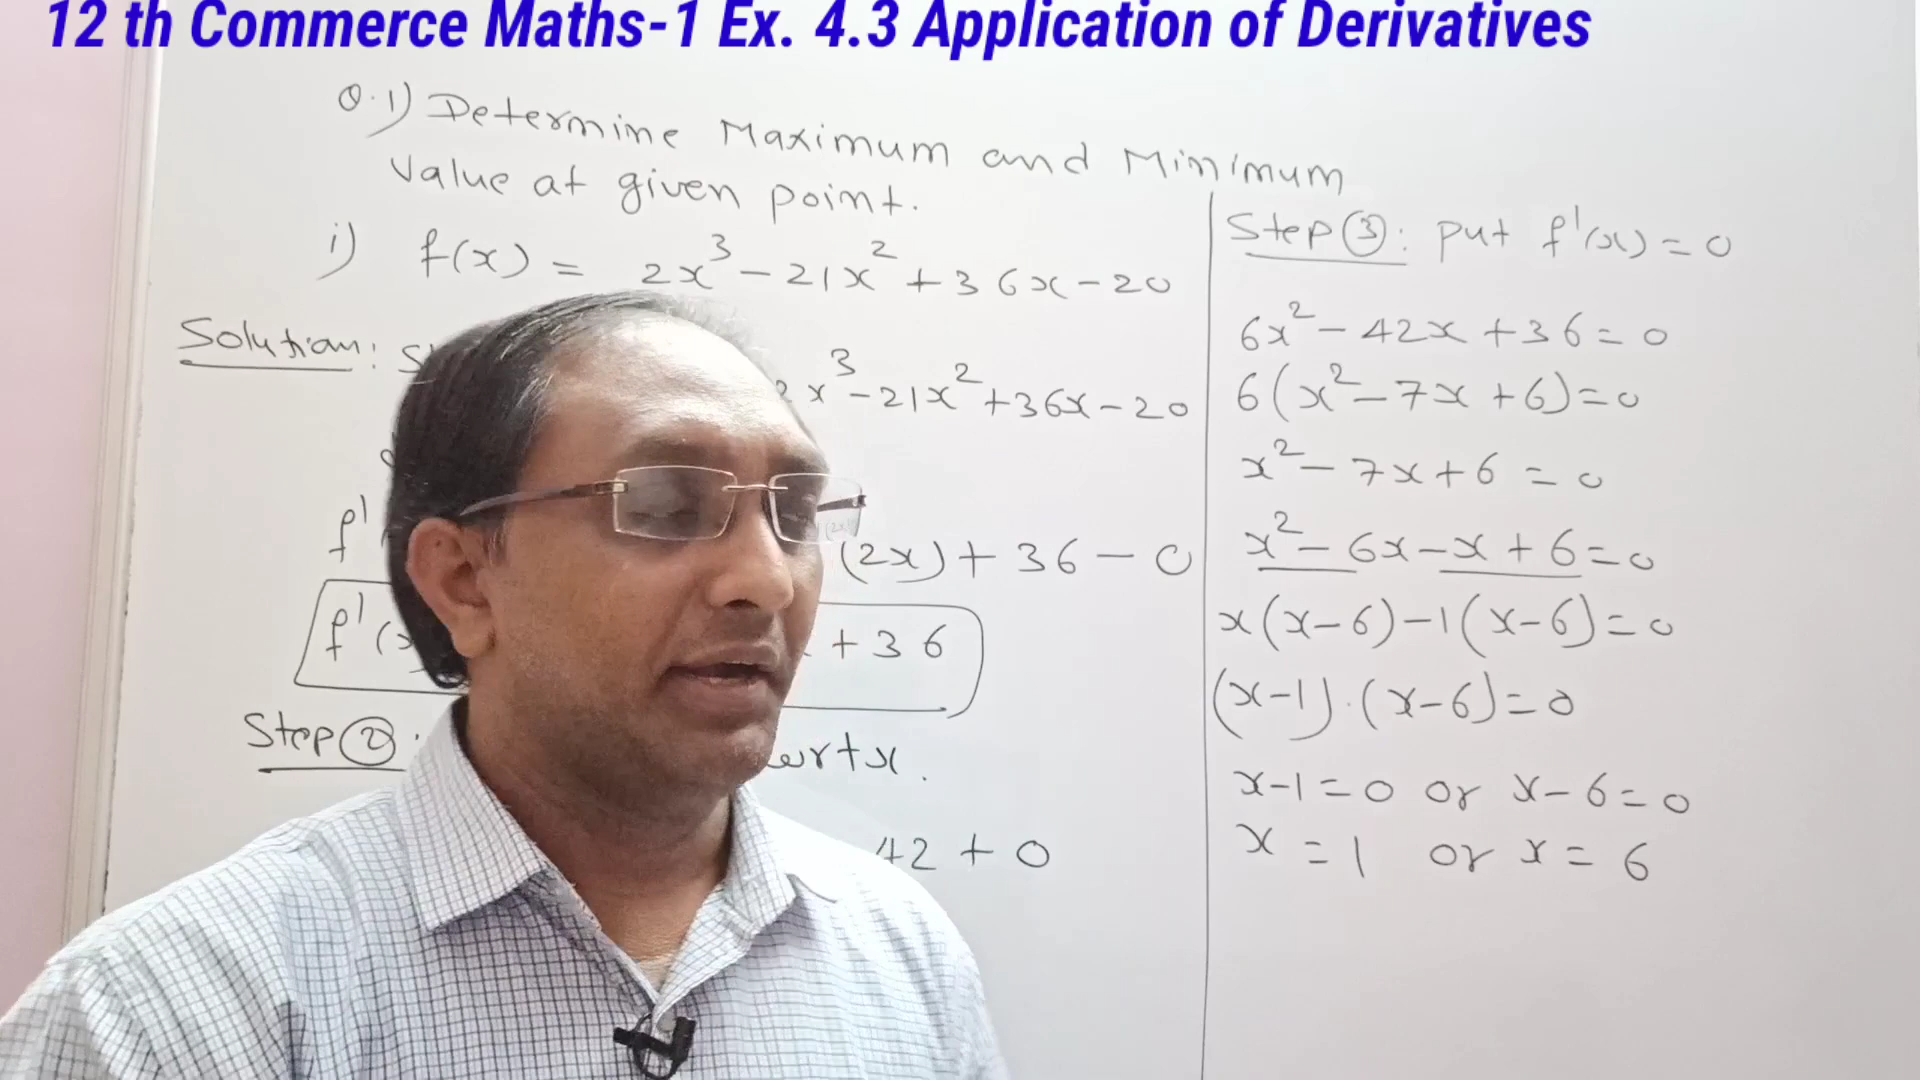 12 th Commerce Maths-1 Ex. 4.3 Application of Derivatives
Q.1) Determine Maximum and Minimum
Value at given point.
i) f(x) = 2x³ - 21x² + 36x - 20
Solution:
x³ - 21x² + 36x - 20
f'
(2x) + 36 - 0
f'(x
+ 36
Step ②
w r t x.
42 + 0
Step ③: put f'(x) = 0
6x² - 42x + 36 = 0
6(x² - 7x + 6) = 0
x² - 7x + 6 = 0
x² - 6x - x + 6 = 0
x(x-6) - 1(x-6) = 0
(x-1).(x-6) = 0
x-1 = 0 or x-6 = 0
x = 1 or x = 6